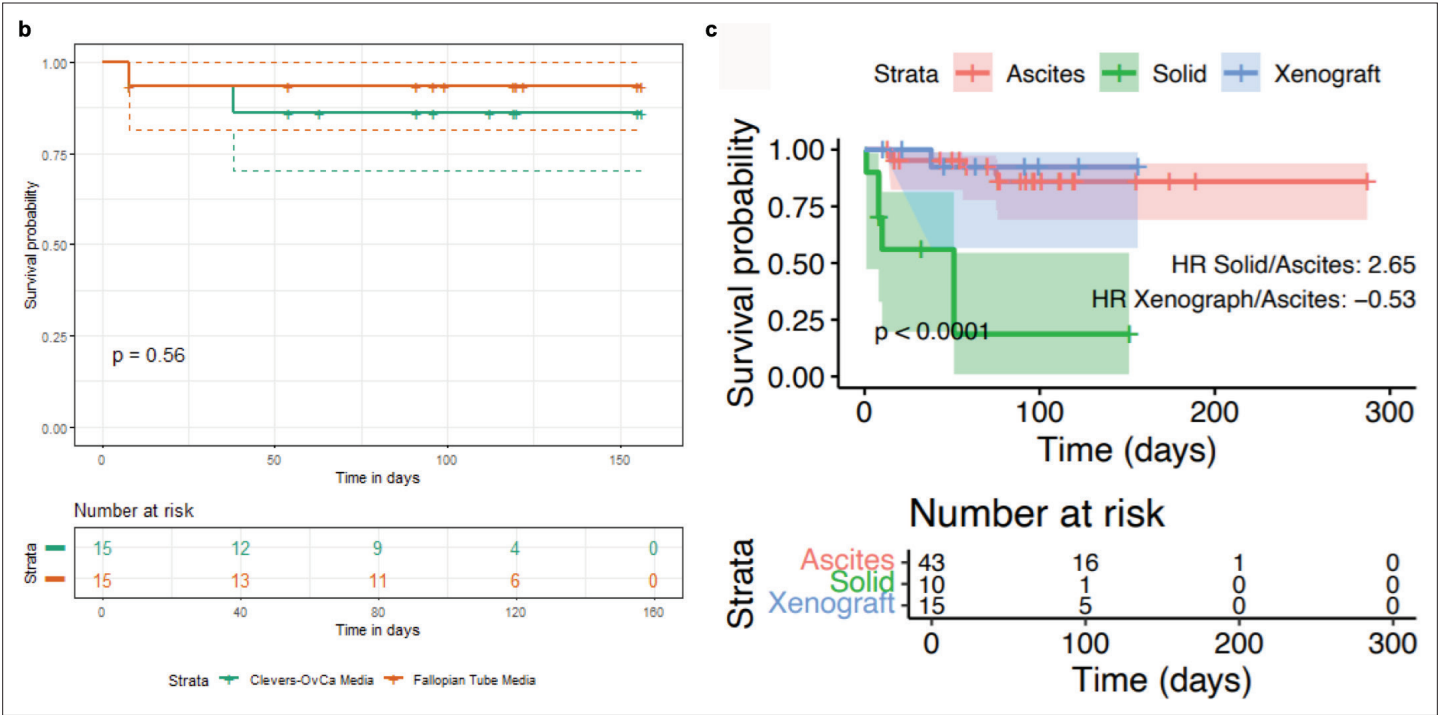 b
1.00
0.75
0.50
0.25
0.00
Survival probability
p = 0.56
0 50 100 150
Time in days
Number at risk
Strata
15 12 9 4 0
15 13 11 6 0
0 40 80 120 160
Time in days
Strata Clevers-OvCa Media Fallopian Tube Media
c
Strata Ascites Solid Xenograft
Survival probability
1.00
0.75
0.50
0.25
0.00
HR Solid/Ascites: 2.65
HR Xenograph/Ascites: −0.53
p < 0.0001
0 100 200 300
Time (days)
Number at risk
Strata
Ascites 43 16 1 0
Solid 10 1 0 0
Xenograft 15 5 0 0
0 100 200 300
Time (days)